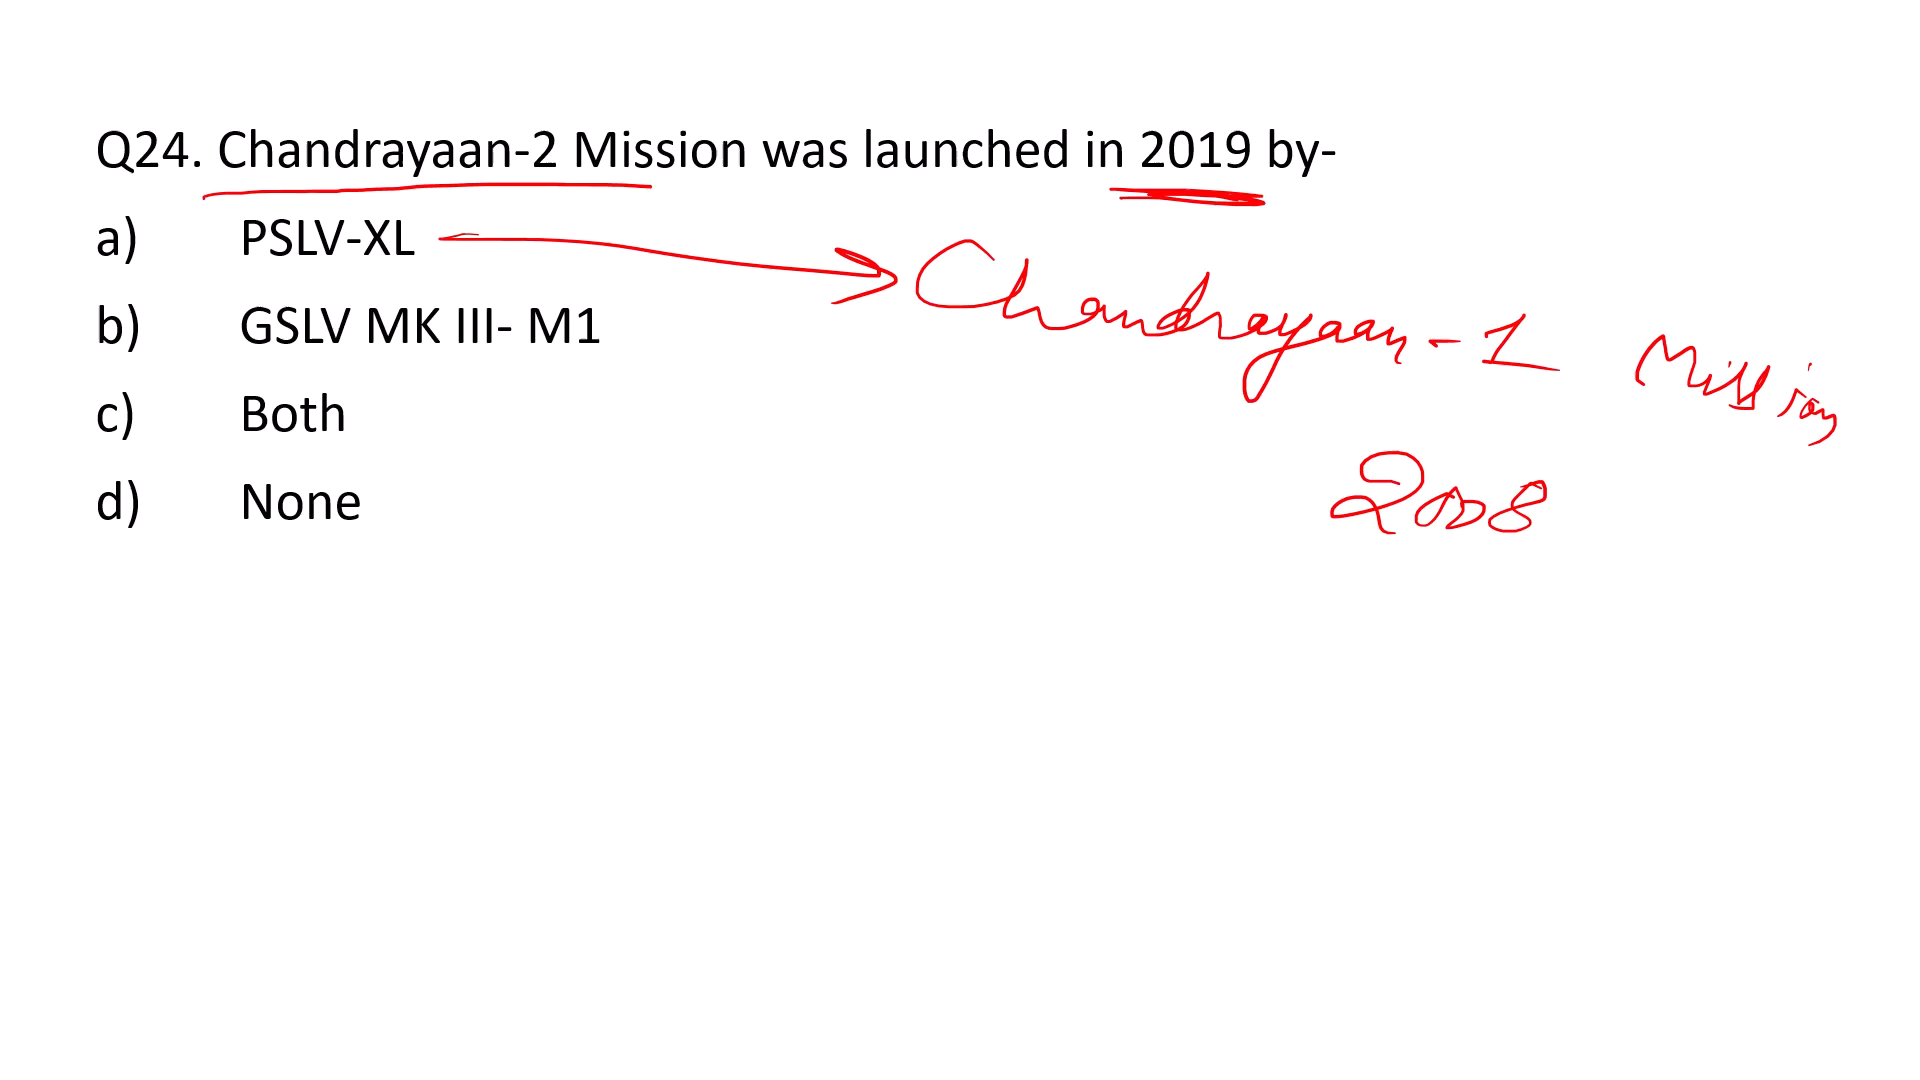 Q24. Chandrayaan-2 Mission was launched in 2019 by-
a) PSLV-XL
b) GSLV MK III- M1
c) Both
d) None
Chandrayaan-1 Mission
2008